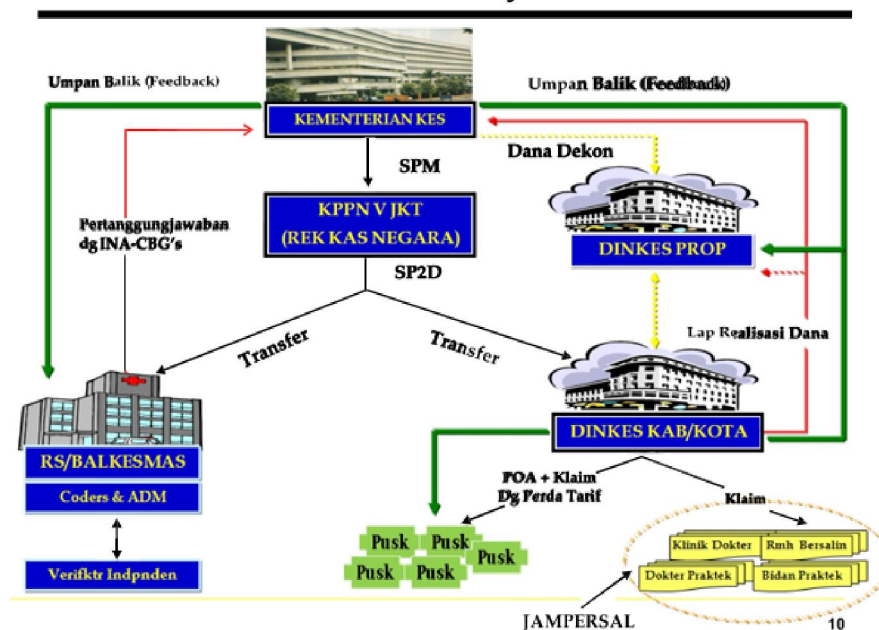 Umpan Balik (Feedback)
Umpan Balik (Feedback)
KEMENTERIAN KES
Dana Dekon
SPM
Pertanggungjawaban
dg INA-CBG's
KPPN V JKT
(REK KAS NEGARA)
DINKES PROP
SP2D
Lap Realisasi Dana
Transfer
Transfer
DINKES KAB/KOTA
RS/BALKESMAS
Coders & ADM
POA + Klaim
Dg Perda Tarif
Klaim
Pusk
Pusk
Pusk
Pusk
Pusk
Klinik Dokter
Rmh Bersalin
Verifktr Indpnden
Dokter Praktek
Bidan Praktek
JAMPERSAL
10